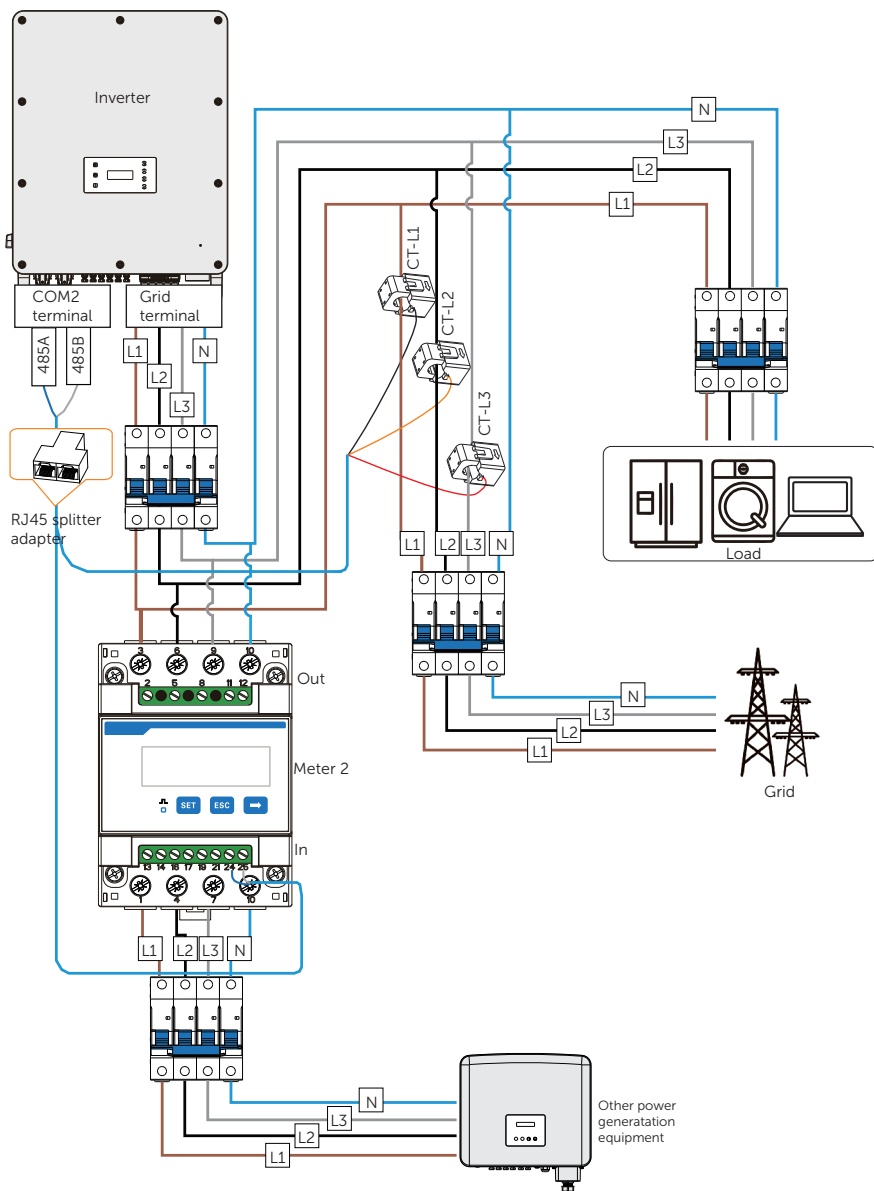 Inverter
COM2
terminal
Grid
terminal
485A
485B
L1
L2
L3
N
RJ45 splitter
adapter
N
L3
L2
L1
CT-L1
CT-L2
CT-L3
Load
L1
L2
L3
N
N
L3
L2
L1
Grid
3
6
9
10
2
5
8
11
12
Out
Meter 2
SET
ESC
In
13
14
16
17
19
21
24
25
1
4
7
10
L1
L2
L3
N
N
L3
L2
L1
Other power
generatation
equipment